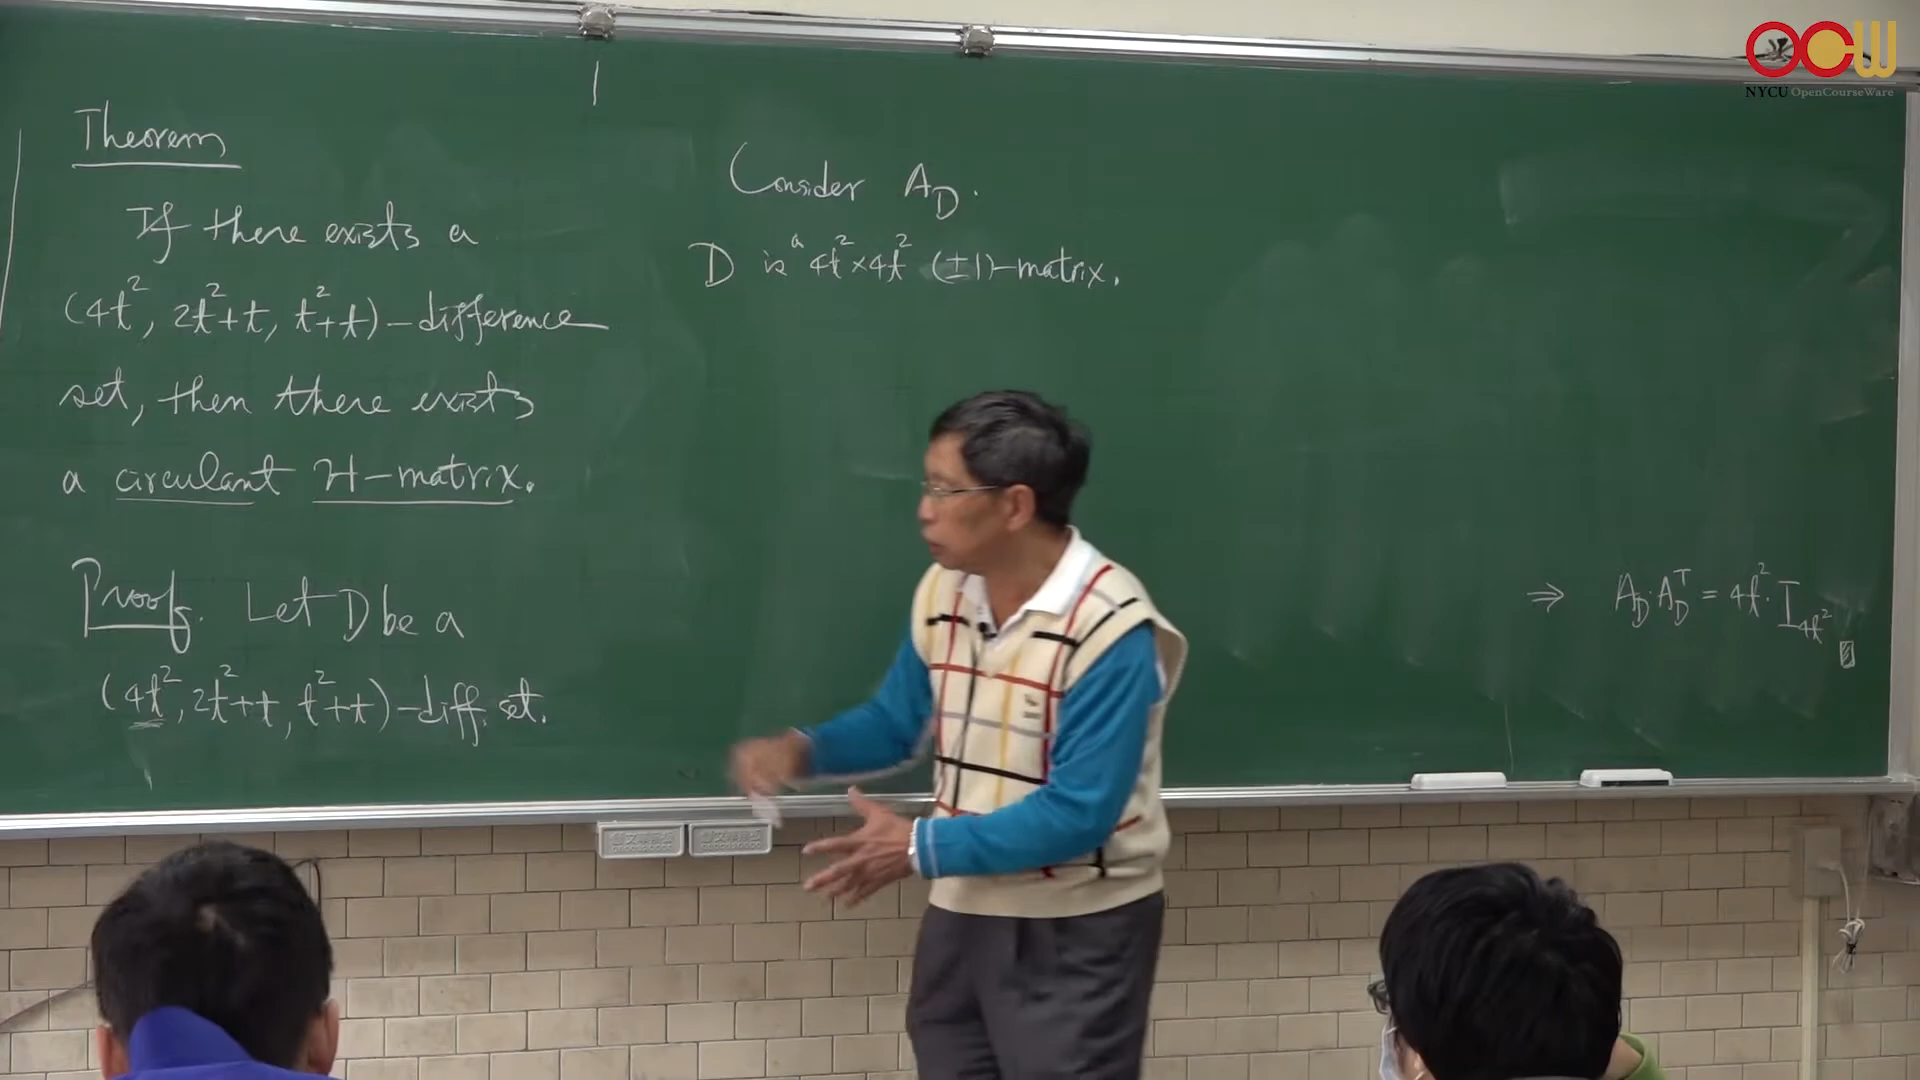 Theorem
If there exists a
(4t², 2t²+t, t²+t)-difference
set, then there exists
a circulant H-matrix.
Proof. Let D be a
(4t², 2t²+t, t²+t)-diff. set.
Consider A_D.
D is a 4t²×4t² (±1)-matrix.
⇒ A_D·A_D^T = 4t²·I_{4t²}
OCW
NYCU OpenCourseWare